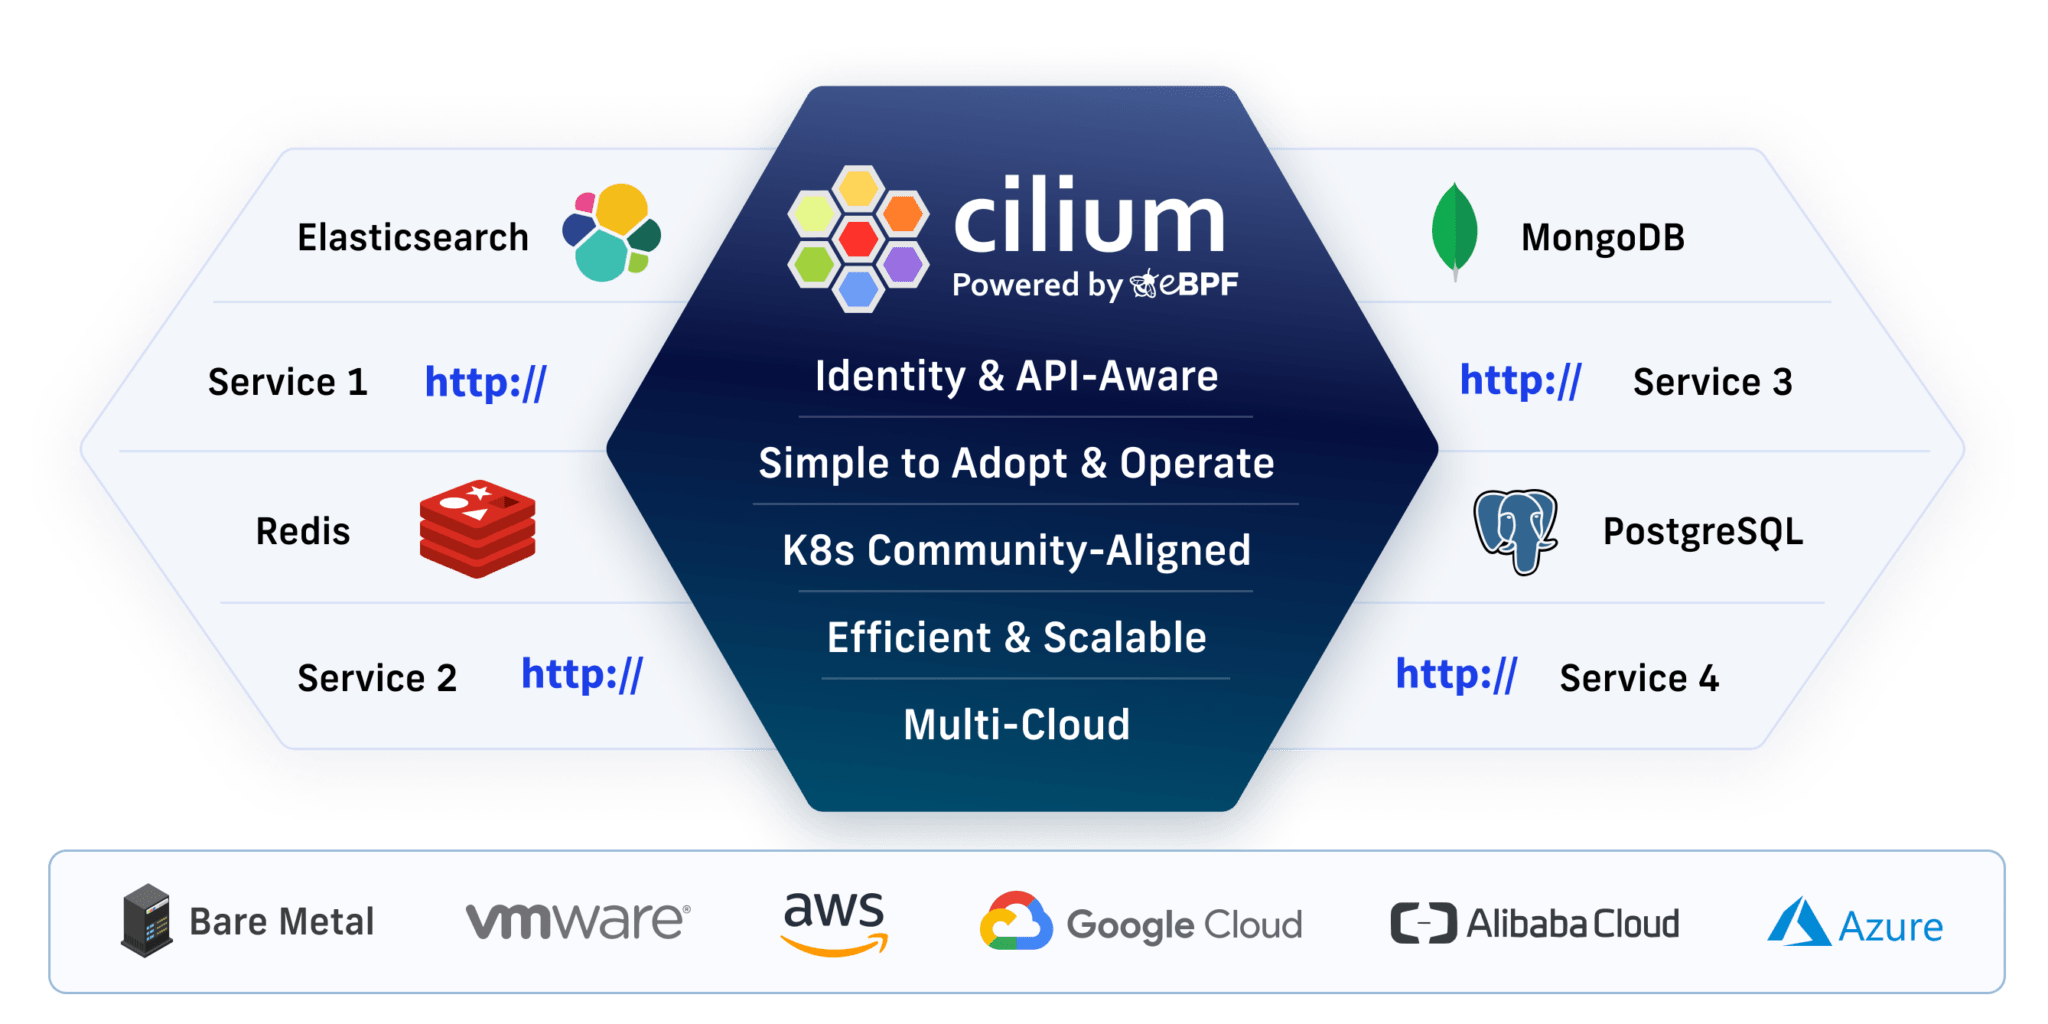 Elasticsearch
Service 1 http://
Redis
Service 2 http://
cilium
Powered by eBPF
Identity & API-Aware
Simple to Adopt & Operate
K8s Community-Aligned
Efficient & Scalable
Multi-Cloud
MongoDB
http:// Service 3
PostgreSQL
http:// Service 4
Bare Metal
vmware®
aws
Google Cloud
Alibaba Cloud
Azure